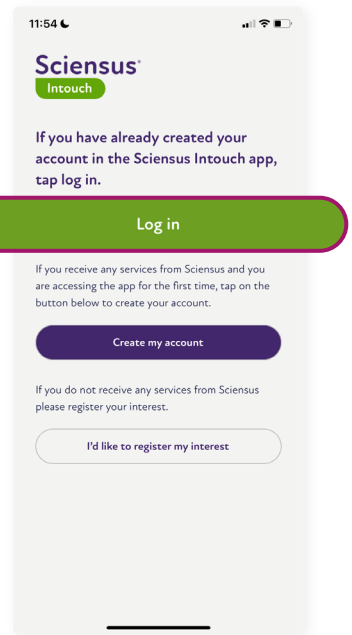 11:54
Sciensus
Intouch
If you have already created your
account in the Sciensus Intouch app,
tap log in.
Log in
If you receive any services from Sciensus and you
are accessing the app for the first time, tap on the
button below to create your account.
Create my account
If you do not receive any services from Sciensus
please register your interest.
I'd like to register my interest